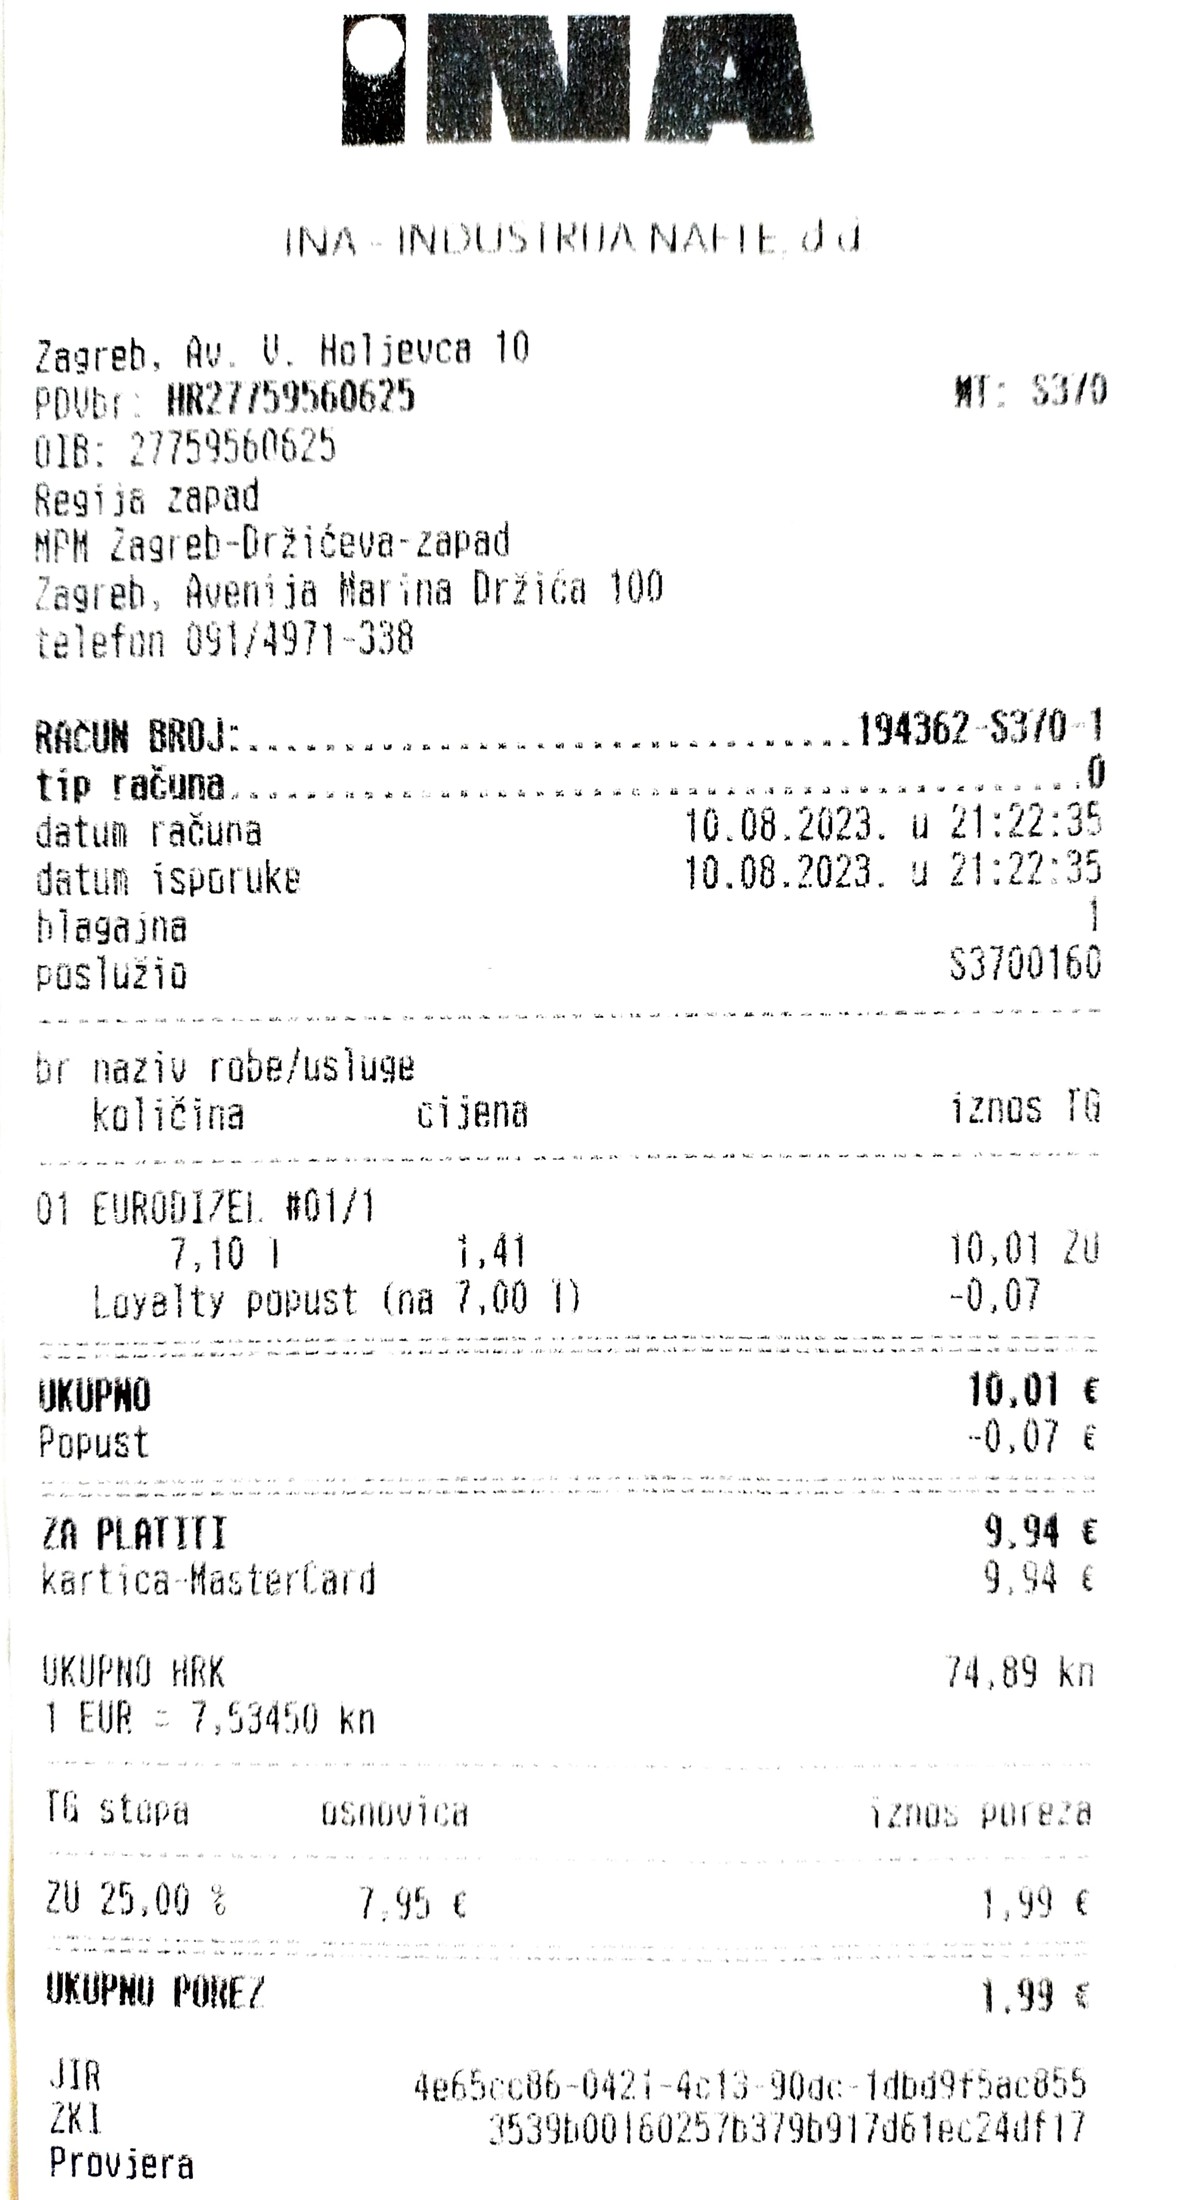 INA
INA - INDUSTRIJA NAFTE, d.d.
Zagreb, Av. V. Holjevca 10
PDVbr: HR27759560625 MT: S370
OIB: 27759560625
Regija zapad
MPM Zagreb-Držićeva-zapad
Zagreb, Avenija Marina Držića 100
telefon 091/4971-338
RAČUN BROJ:................................194362-S370-1
tip računa.............................................0
datum računa 10.08.2023. u 21:22:35
datum isporuke 10.08.2023. u 21:22:35
blagajna 1
poslužio S3700160
br naziv robe/usluge
količina cijena iznos TG
01 EURODIZEL #01/1
7,10 l 1,41 10,01 ZU
Loyalty popust (na 7,00 l) -0,07
UKUPNO 10,01 €
Popust -0,07 €
ZA PLATITI 9,94 €
kartica-MasterCard 9,94 €
UKUPNO HRK 74,89 kn
1 EUR = 7,53450 kn
TG stopa osnovica iznos poreza
ZU 25,00 % 7,95 € 1,99 €
UKUPNO POREZ 1,99 €
JIR 4e65cc86-0421-4c13-90dc-1dbd9f5ac855
ZKI 3539b00160257b379b917d61ec24df17
Provjera